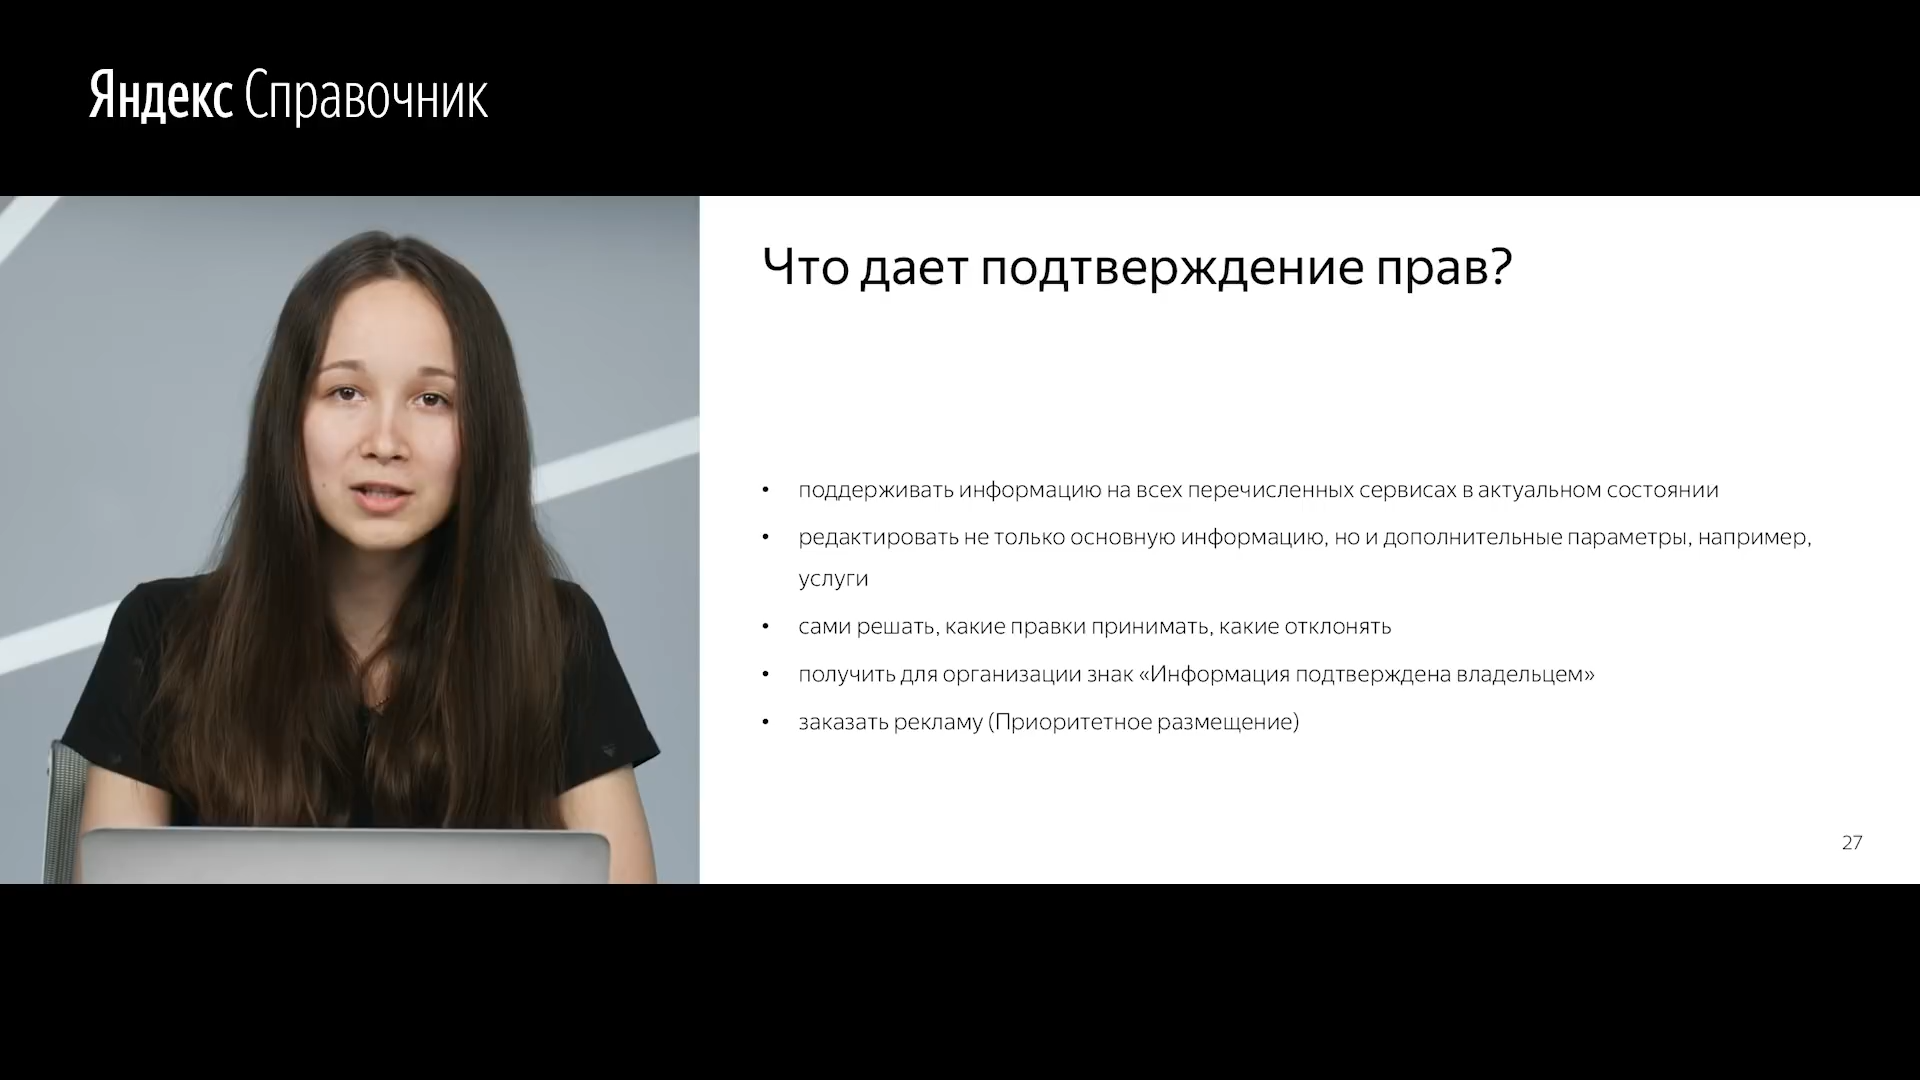 Яндекс Справочник
Что дает подтверждение прав?
• поддерживать информацию на всех перечисленных сервисах в актуальном состоянии
• редактировать не только основную информацию, но и дополнительные параметры, например,
услуги
• сами решать, какие правки принимать, какие отклонять
• получить для организации знак «Информация подтверждена владельцем»
• заказать рекламу (Приоритетное размещение)
27